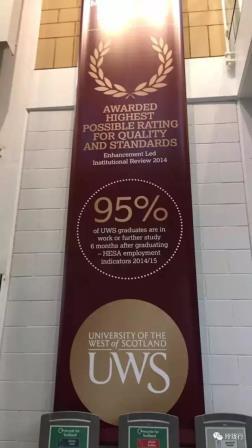 AWARDED
HIGHEST
POSSIBLE RATING
FOR QUALITY
AND STANDARDS
Enhancement Led
Institutional Review 2014
95%
of UWS graduates are in
work or further study
6 months after graduating
– HESA employment
indicators 2014/15
UNIVERSITY OF THE
WEST of SCOTLAND
UWS